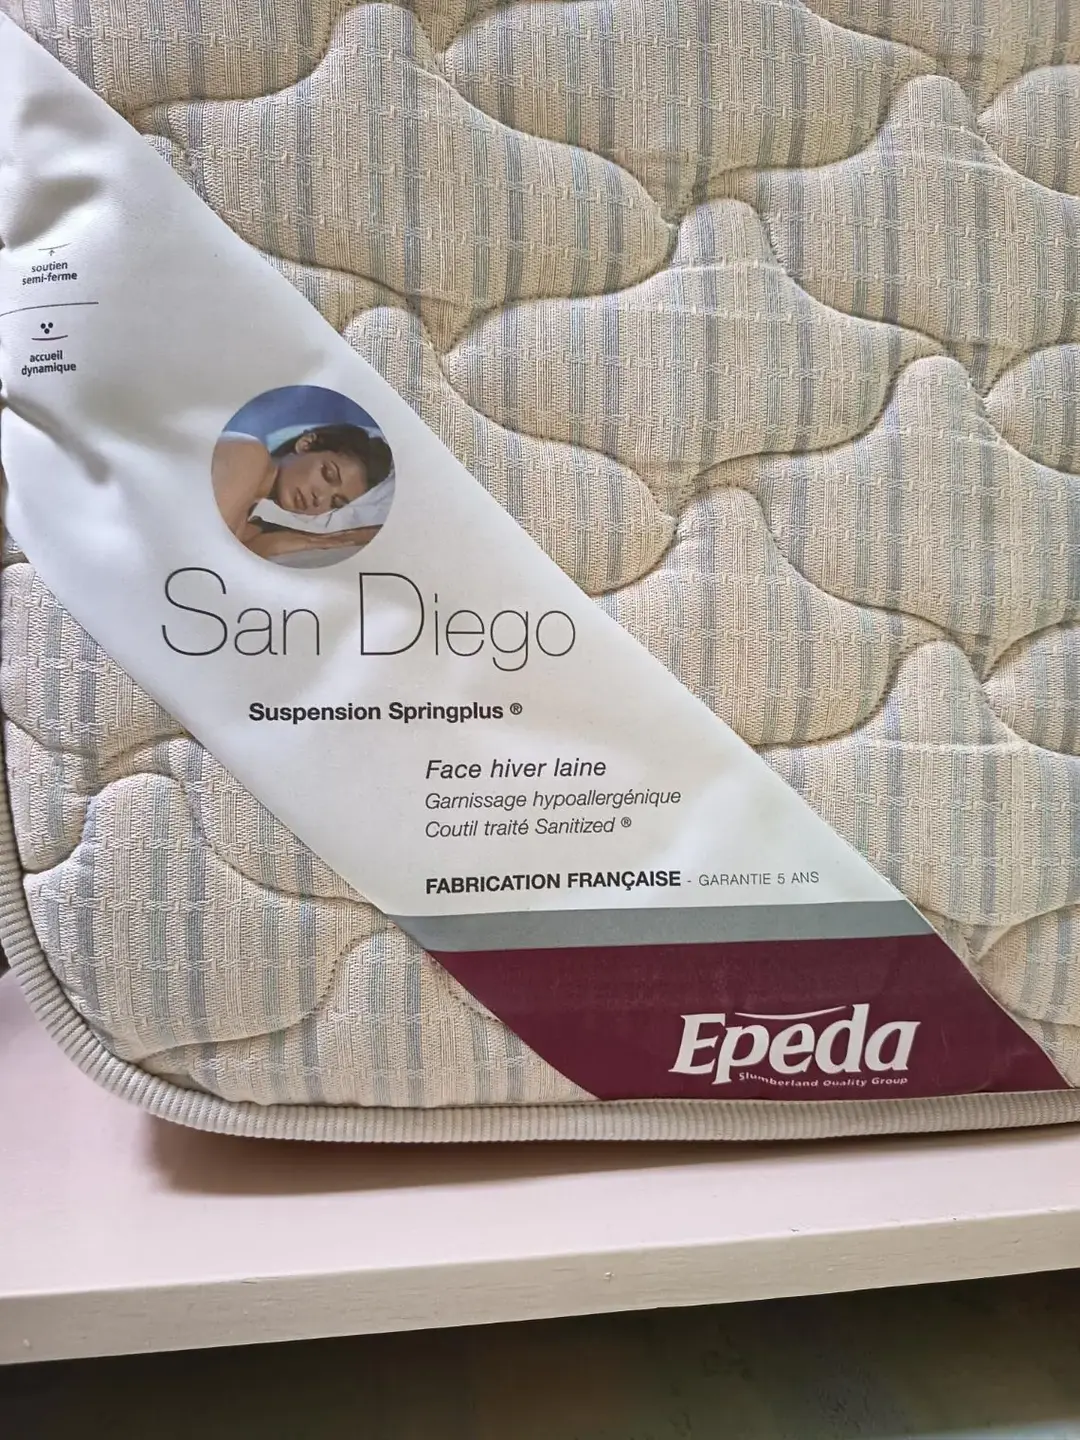 soutien
semi-ferme
accueil
dynamique
San Diego
Suspension Springplus ®
Face hiver laine
Garnissage hypoallergénique
Coutil traité Sanitized ®
FABRICATION FRANÇAISE - GARANTIE 5 ANS
Epeda
Slumberland Quality Group